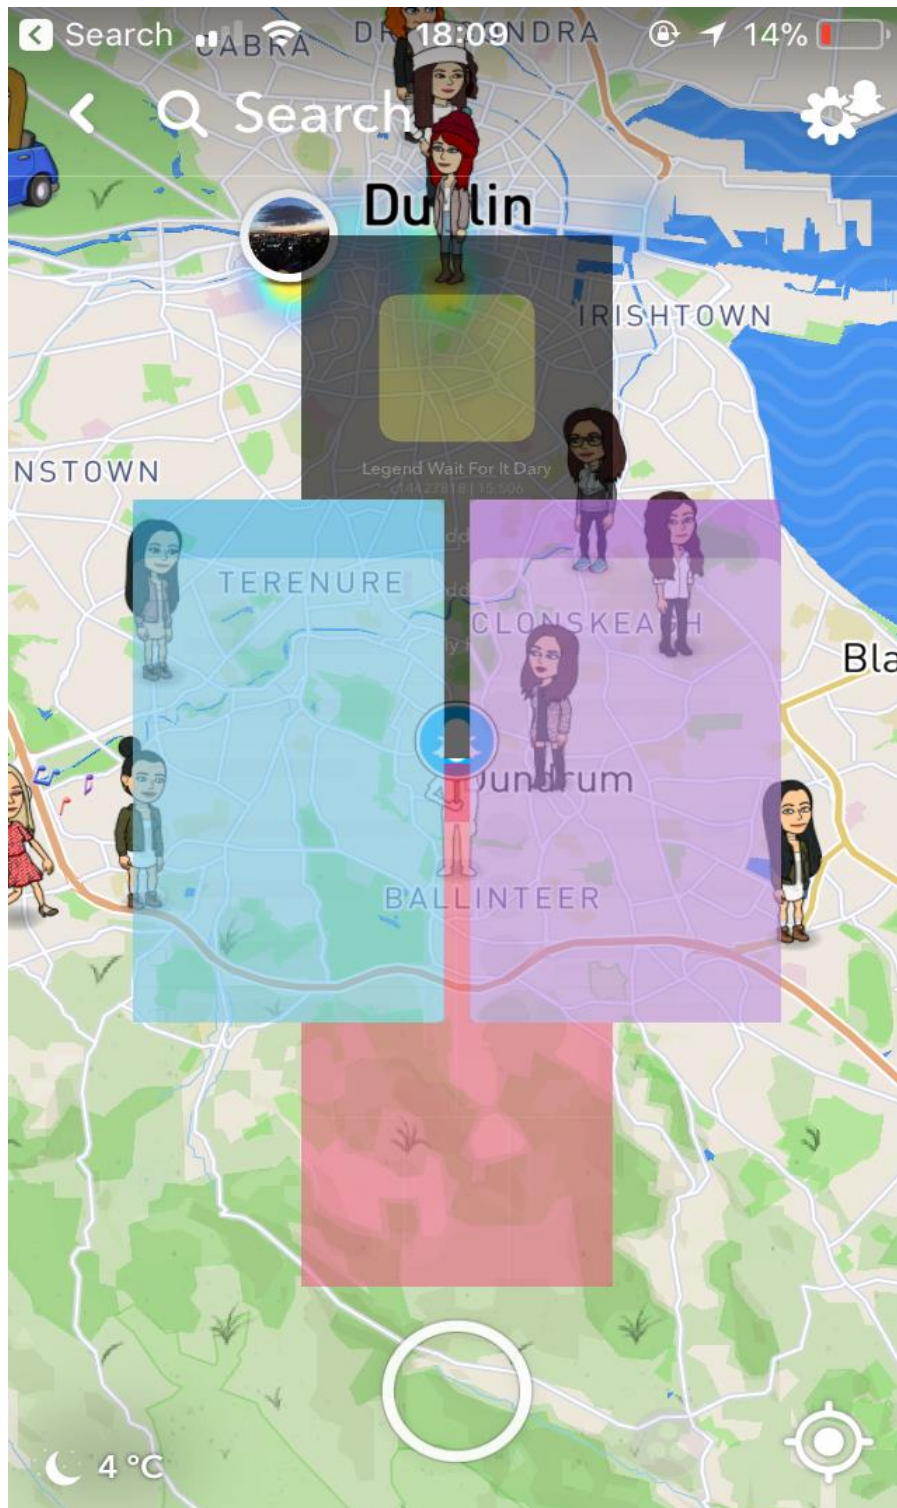 Search 18:09 14%
CABRA
Search
Dublin
IRISHTOWN
Legend Wait For It Dary
NSTOWN
TERENURE
CLONSKEAGH
Bla
Dundrum
BALLINTEER
4 °C